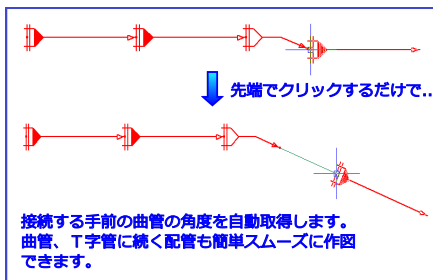 先端でクリックするだけで..
接続する手前の曲管の角度を自動取得します。
曲管、T字管に続く配管も簡単スムーズに作図
できます。